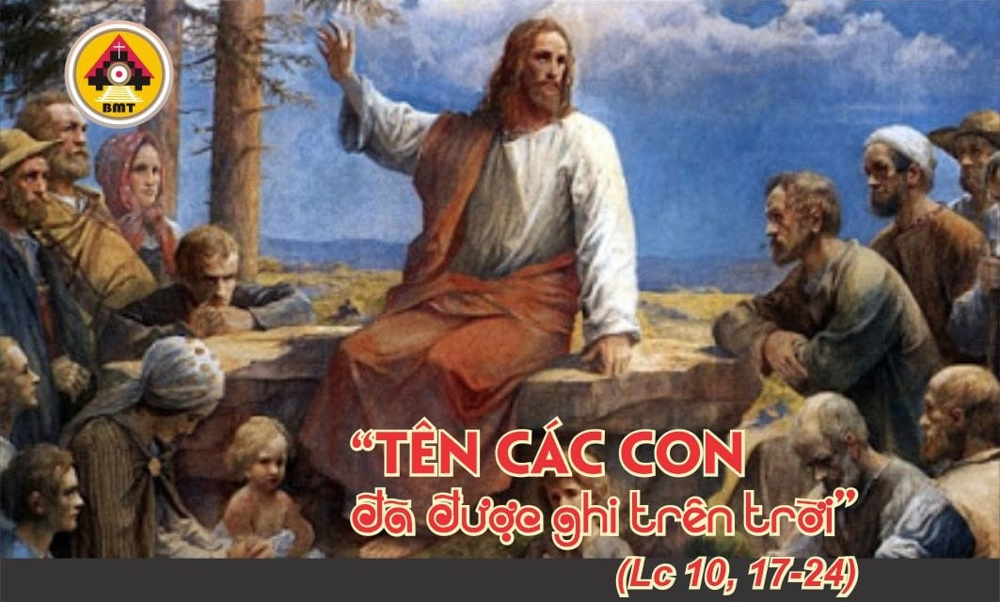 BMT
“TÊN CÁC CON
đã được ghi trên trời”
(Lc 10, 17-24)